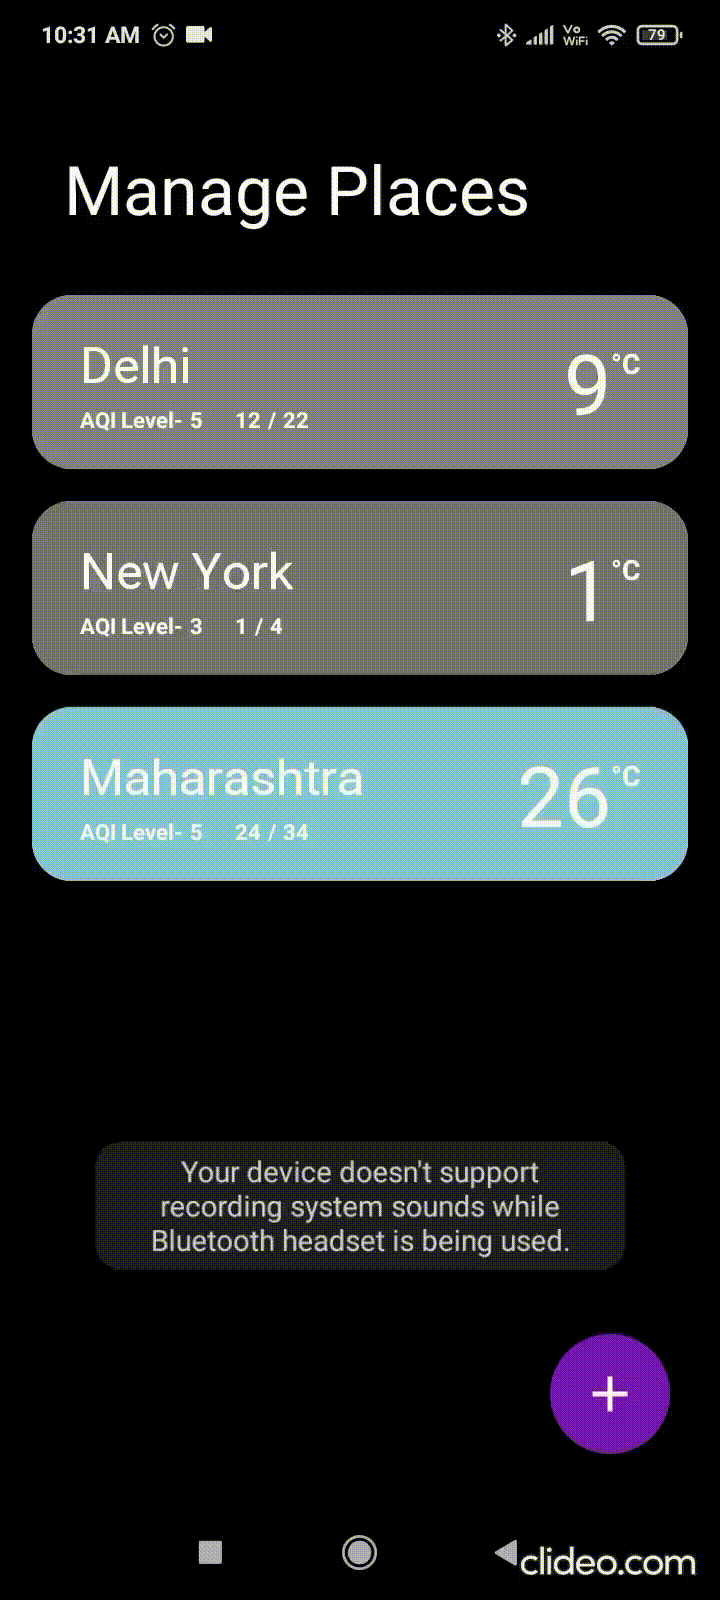 10:31 AM
Vo
WiFi
79
Manage Places
Delhi
9°C
AQI Level- 5 12 / 22
New York
1°C
AQI Level- 3 1 / 4
Maharashtra
26°C
AQI Level- 5 24 / 34
Your device doesn't support
recording system sounds while
Bluetooth headset is being used.
+
clideo.com